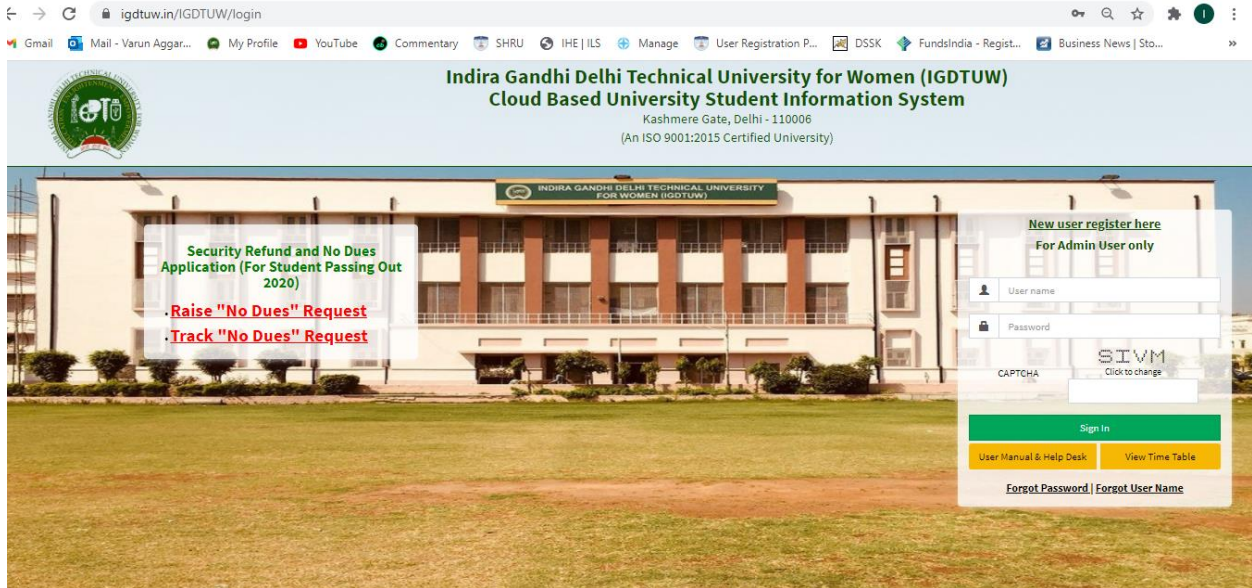 igdtuw.in/IGDTUW/login
Gmail Mail - Varun Aggar... My Profile YouTube Commentary SHRU IHE | ILS Manage User Registration P... DSSK FundsIndia - Regist... Business News | Sto... »
Indira Gandhi Delhi Technical University for Women (IGDTUW)
Cloud Based University Student Information System
Kashmere Gate, Delhi - 110006
(An ISO 9001:2015 Certified University)
INDIRA GANDHI DELHI TECHNICAL UNIVERSITY
FOR WOMEN (IGDTUW)
Security Refund and No Dues
Application (For Student Passing Out
2020)
.Raise "No Dues" Request
.Track "No Dues" Request
New user register here
For Admin User only
User name
Password
SIVM
CAPTCHA Click to change
Sign In
User Manual & Help Desk View Time Table
Forgot Password | Forgot User Name